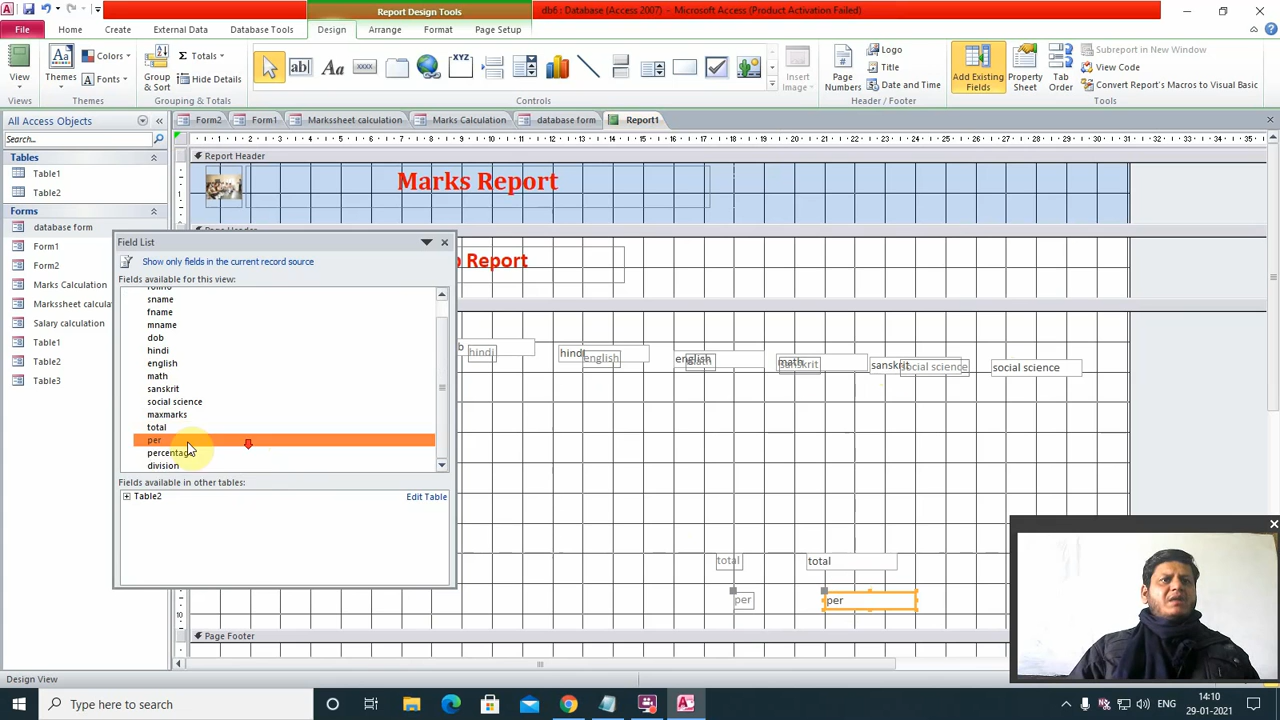 Report Design Tools
db6 : Database (Access 2007) - Microsoft Access (Product Activation Failed)
File
Home
Create
External Data
Database Tools
Design
Arrange
Format
Page Setup
View
Views
Themes
Colors
Fonts
Themes
Group & Sort
Totals
Hide Details
Grouping & Totals
Controls
Insert Image
Page Numbers
Logo
Title
Date and Time
Header / Footer
Add Existing Fields
Property Sheet
Tab Order
Subreport in New Window
View Code
Convert Report's Macros to Visual Basic
Tools
All Access Objects
Search...
Tables
Table1
Table2
Forms
database form
Form1
Form2
Marks Calculation
Markssheet calcula
Salary calculation
Table1
Table2
Table3
Form2
Form1
Markssheet calculation
Marks Calculation
database form
Report1
Report Header
Marks Report
Report
Field List
Show only fields in the current record source
Fields available for this view:
sname
fname
mname
dob
hindi
english
math
sanskrit
social science
maxmarks
total
per
percentage
division
Fields available in other tables:
Table2
Edit Table
hindi
hindi
english
english
math
sanskrit
sanskrit
social science
social science
total
total
per
per
Page Footer
Design View
Type here to search
ENG
14:10
29-01-2021